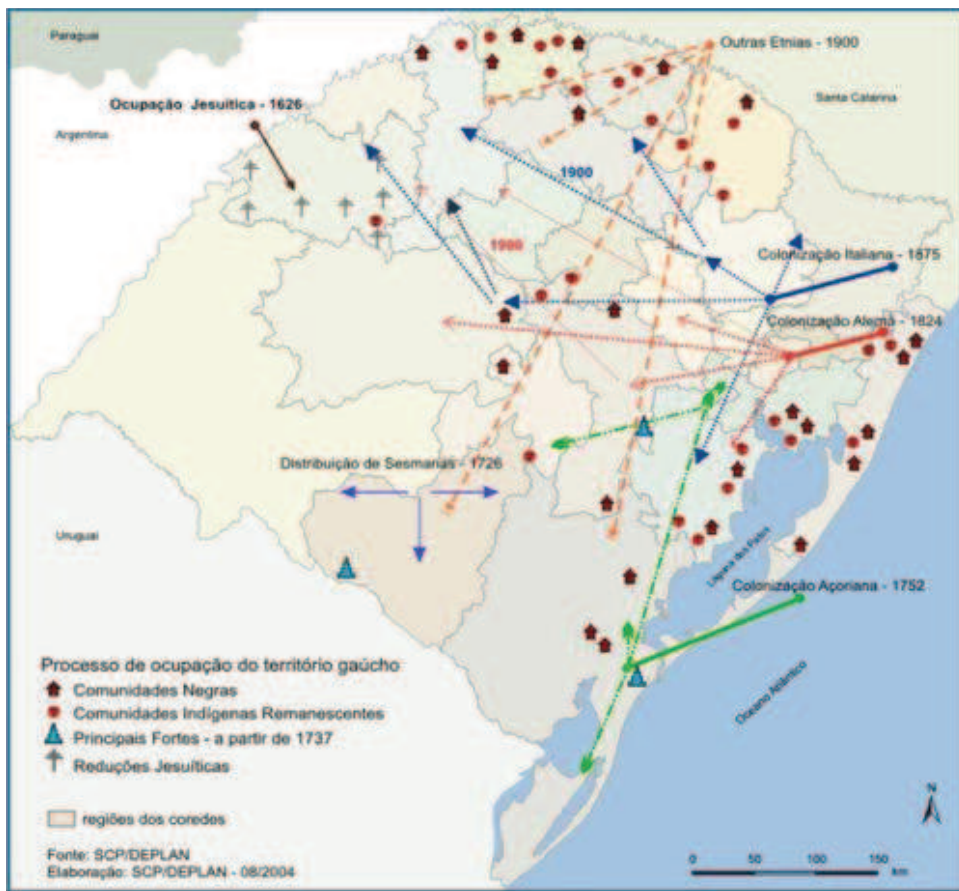 Paraguai
Outras Etnias - 1900
Santa Catarina
Ocupação Jesuítica - 1626
Argentina
1900
1900
Colonização Italiana - 1875
Colonização Alemã - 1824
Distribuição de Sesmarias - 1726
Uruguai
Laguna dos Patos
Colonização Açoriana - 1752
Oceano Atlântico
Processo de ocupação do território gaúcho
Comunidades Negras
Comunidades Indígenas Remanescentes
Principais Fortes - a partir de 1737
Reduções Jesuíticas
regiões dos coredes
Fonte: SCP/DEPLAN
Elaboração: SCP/DEPLAN - 08/2004
N
0 50 100 150
km